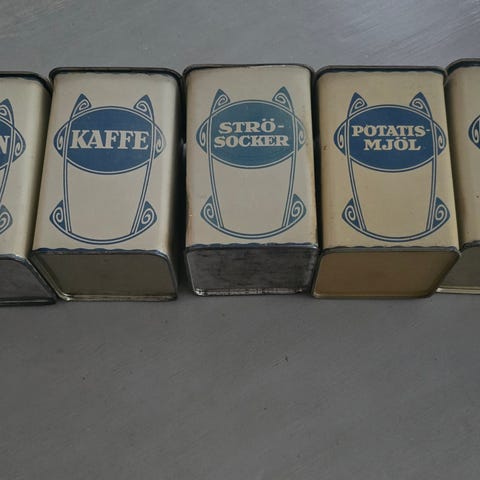 KAFFE
STRÖ-
SOCKER
POTATIS-
MJÖL